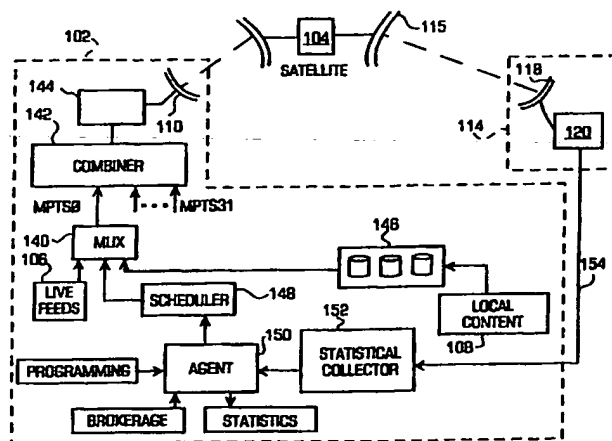 102
104
115
SATELLITE
118
144
110
114
120
142
COMBINER
MPTS0
MPTS31
140
MUX
146
106
LIVE FEEDS
SCHEDULER
148
154
152
LOCAL CONTENT
108
150
PROGRAMMING
AGENT
STATISTICAL COLLECTOR
BROKERAGE
STATISTICS